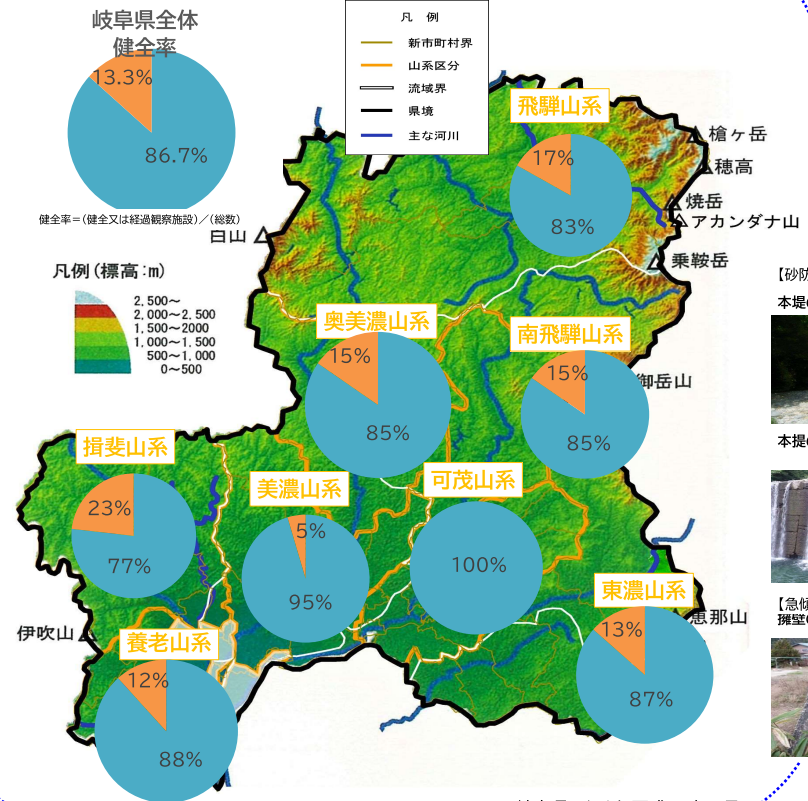 岐阜県全体
健全率
13.3%
86.7%
健全率=(健全又は経過観察施設)/(総数)
凡 例
新市町村界
山系区分
流域界
県境
主な河川
飛騨山系
17%
83%
槍ヶ岳
穂高
焼岳
アカンダナ山
乗鞍岳
白山
凡例(標高:m)
2,500～
2,000～2,500
1,500～2000
1,000～1,500
500～1,000
0～500
奥美濃山系
15%
85%
南飛騨山系
15%
85%
御岳山
揖斐山系
23%
77%
美濃山系
5%
95%
可茂山系
100%
東濃山系
13%
87%
恵那山
伊吹山
養老山系
12%
88%
【砂防
本堤の
本堤の
【急傾
擁壁の